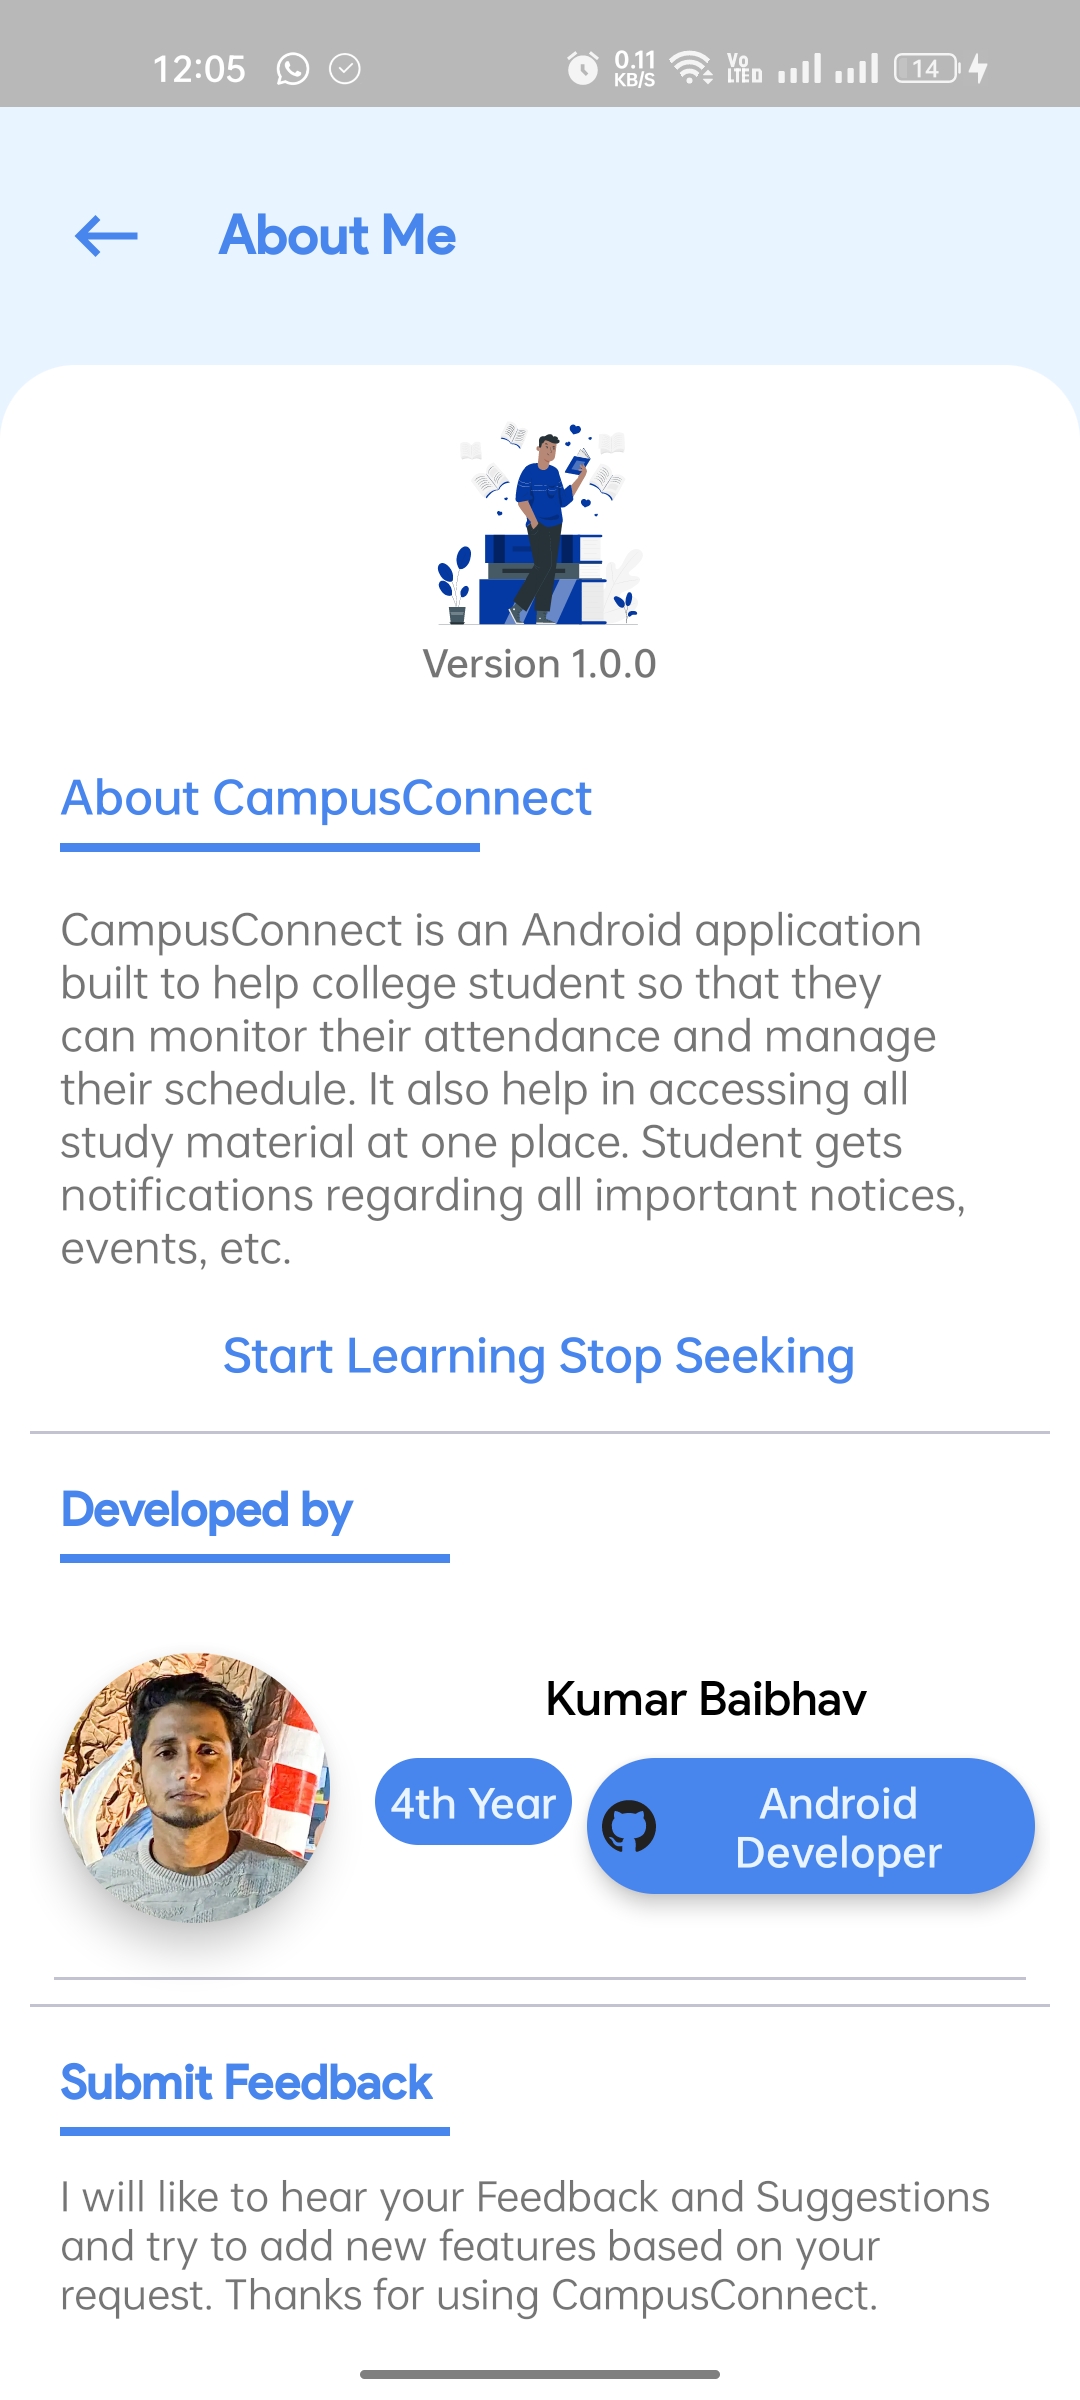 12:05
0.11
KB/S
Vo
LTE D
14
About Me
Version 1.0.0
About CampusConnect
CampusConnect is an Android application
built to help college student so that they
can monitor their attendance and manage
their schedule. It also help in accessing all
study material at one place. Student gets
notifications regarding all important notices,
events, etc.
Start Learning Stop Seeking
Developed by
Kumar Baibhav
4th Year
Android
Developer
Submit Feedback
I will like to hear your Feedback and Suggestions
and try to add new features based on your
request. Thanks for using CampusConnect.